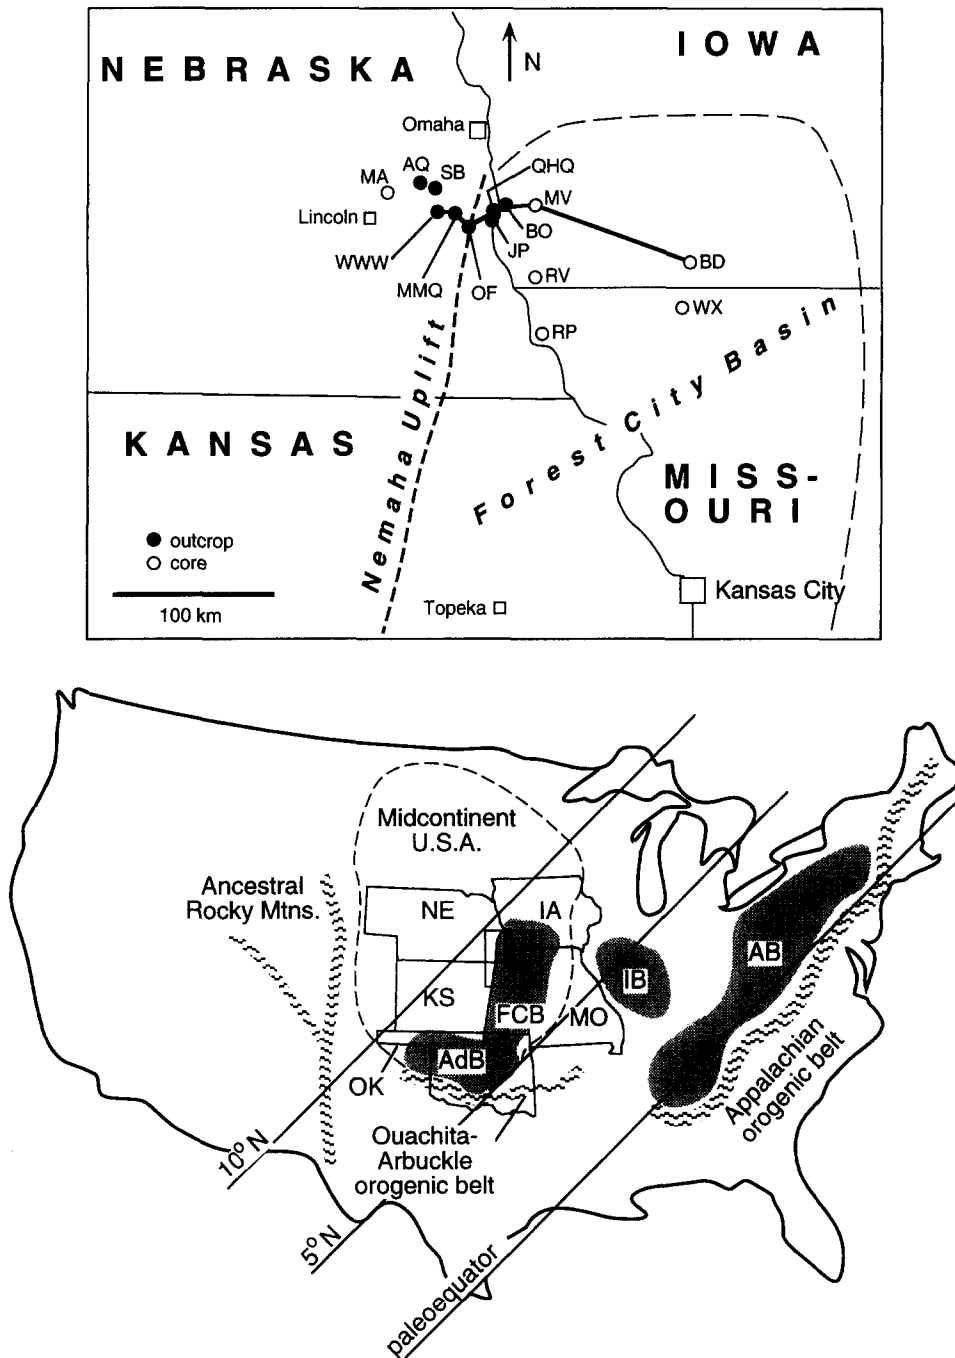 NEBRASKA
IOWA
N
Omaha
AQ
SB
MA
QHQ
MV
Lincoln
BO
JP
WWW
MMQ
OF
BD
RV
WX
RP
Nemaha Uplift
Forest City Basin
KANSAS
MISS-
OURI
outcrop
core
100 km
Topeka
Kansas City
Midcontinent
U.S.A.
Ancestral
Rocky Mtns.
NE
IA
KS
FCB
MO
IB
AB
AdB
OK
Ouachita-
Arbuckle
orogenic belt
Appalachian
orogenic belt
10° N
5° N
paleoequator